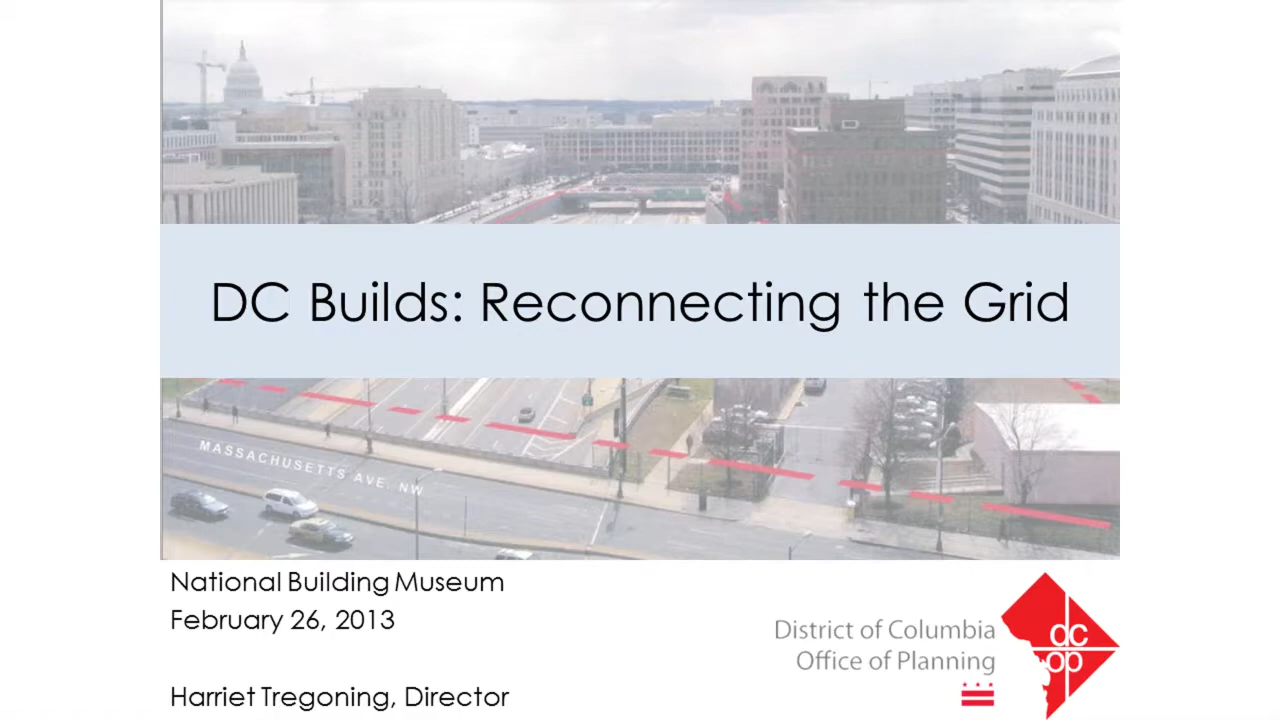 DC Builds: Reconnecting the Grid
MASSACHUSETTS AVE. NW
National Building Museum
February 26, 2013
Harriet Tregoning, Director
District of Columbia
Office of Planning
dc
op